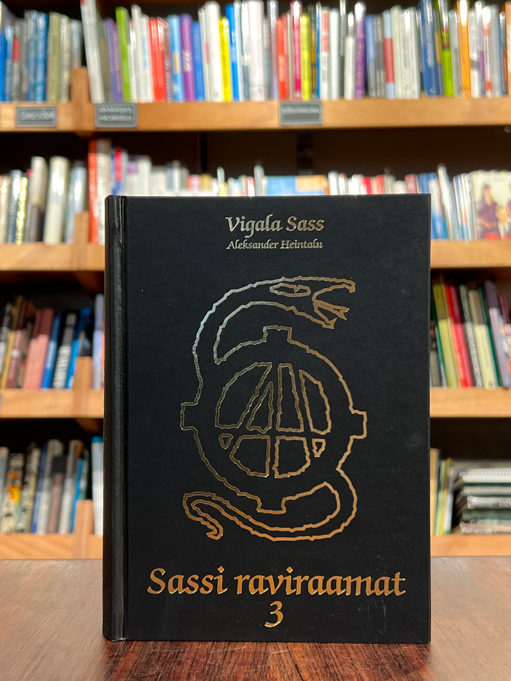 Vigala Sass
Aleksander Heintalu
Sassi raviraamat
3